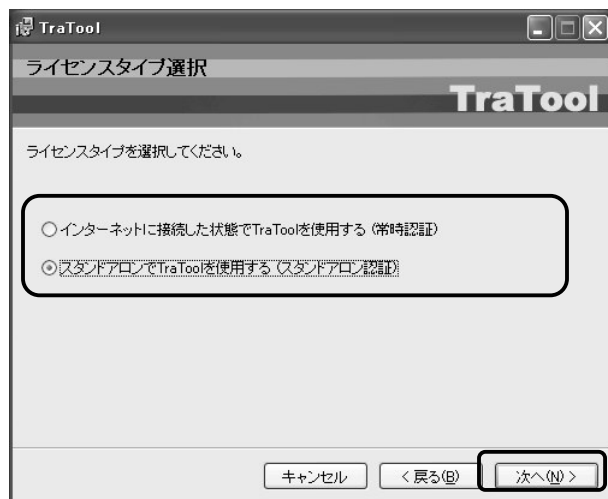 TraTool
ライセンスタイプ選択
TraTool
ライセンスタイプを選択してください。
インターネットに接続した状態でTraToolを使用する (常時認証)
スタンドアロンでTraToolを使用する (スタンドアロン認証)
キャンセル < 戻る(B) 次へ(N) >